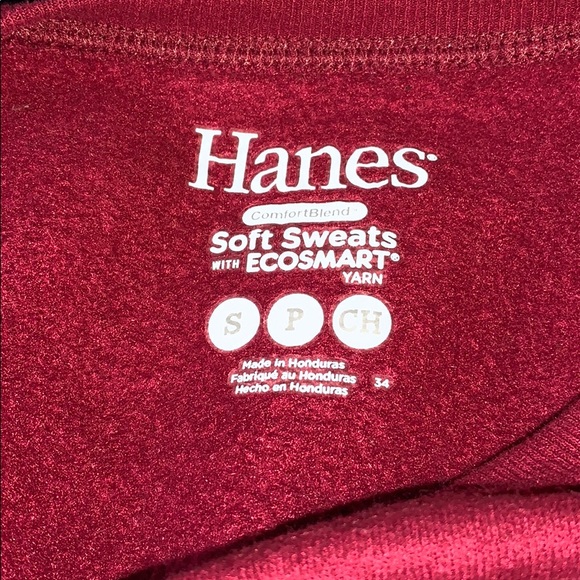 Hanes
ComfortBlend
Soft Sweats
WITH ECOSMART®
YARN
S P CH
Made in Honduras
Fabriqué au Honduras
Hecho en Honduras
34